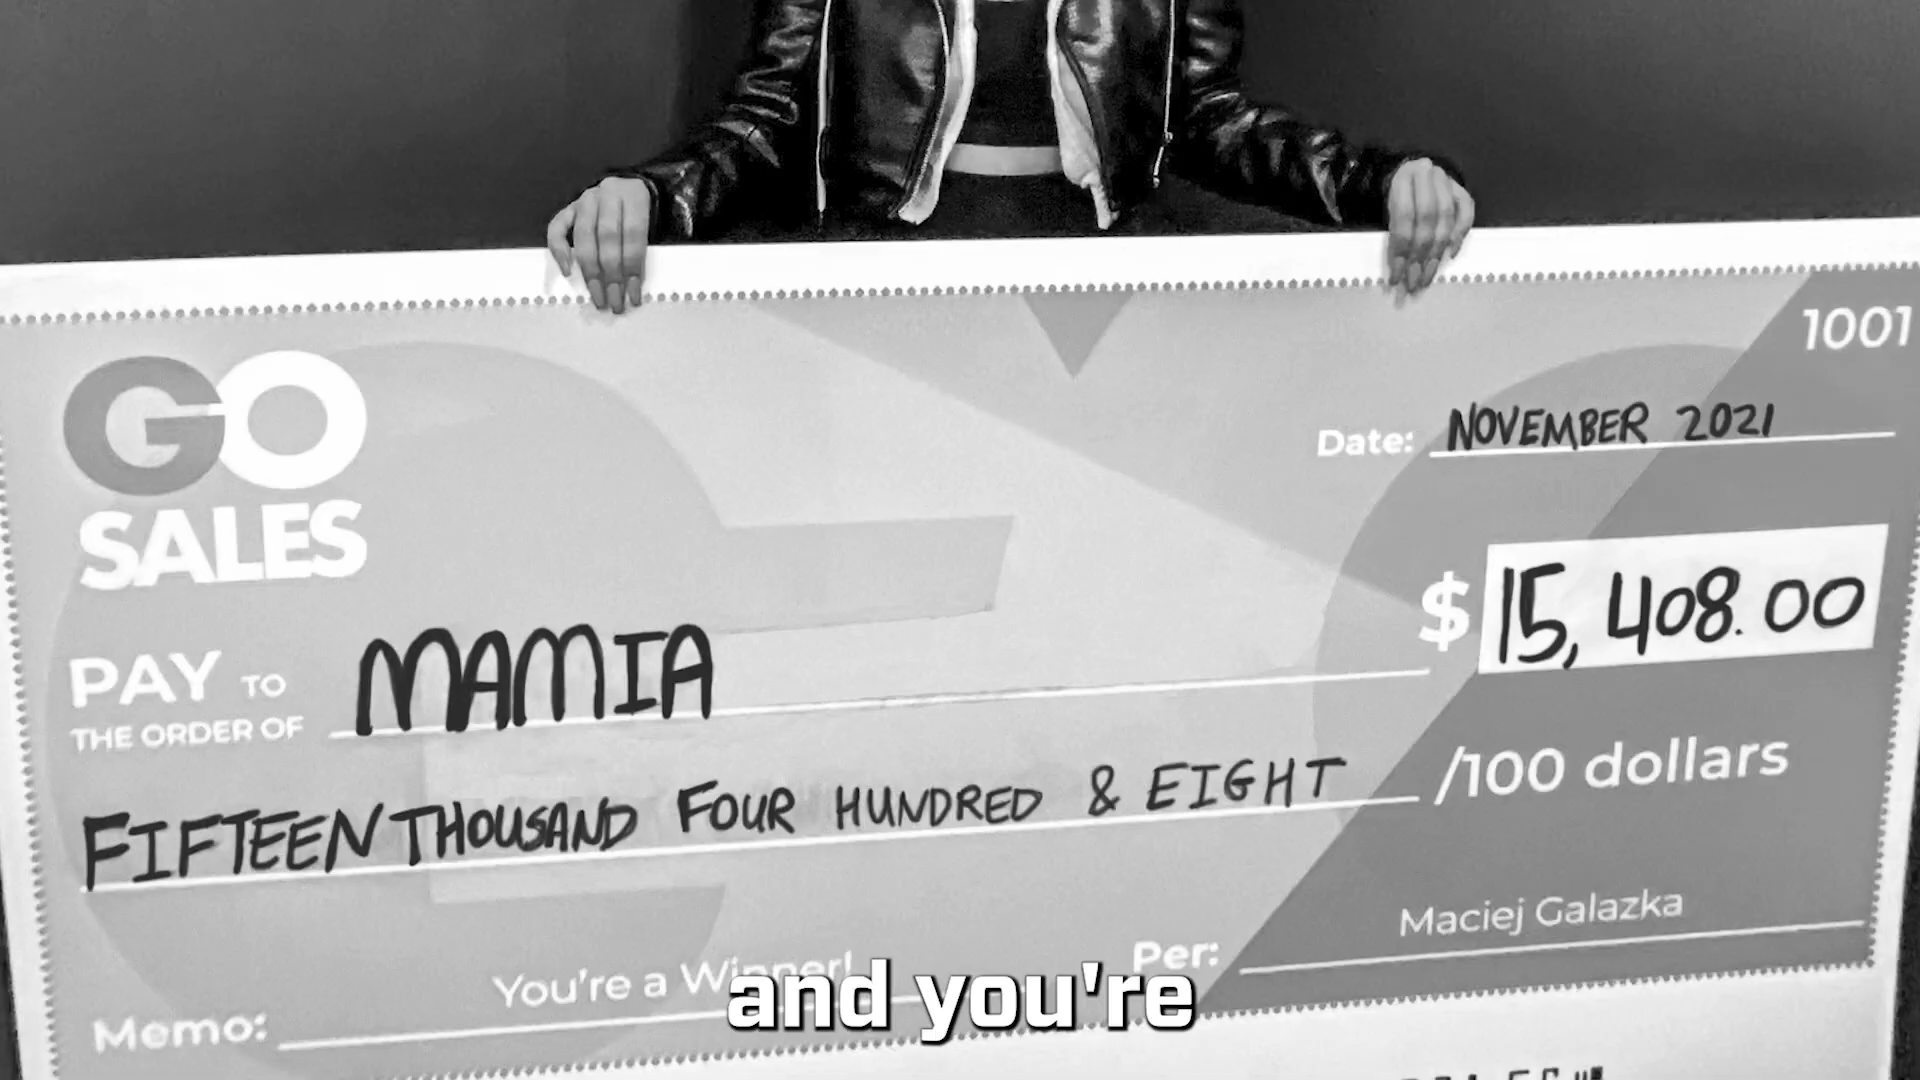 1001
GO
SALES
Date: NOVEMBER 2021
$ 15,408.00
PAY TO
THE ORDER OF MAMIA
FIFTEEN THOUSAND FOUR HUNDRED & EIGHT /100 dollars
Maciej Galazka
Per:
You're a Winner!
Memo:
and you're